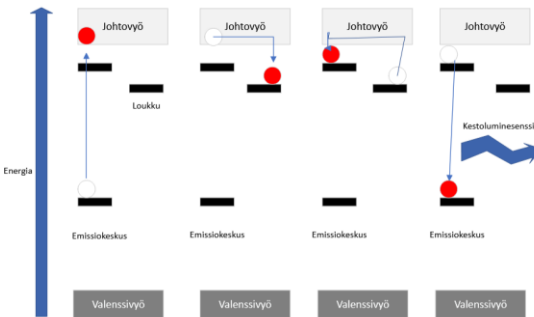 Johtovyö
Johtovyö
Johtovyö
Johtovyö
Loukku
Kestoluminesenssi
Energia
Emissiokeskus
Emissiokeskus
Emissiokeskus
Emissiokeskus
Valenssivyö
Valenssivyö
Valenssivyö
Valenssivyö